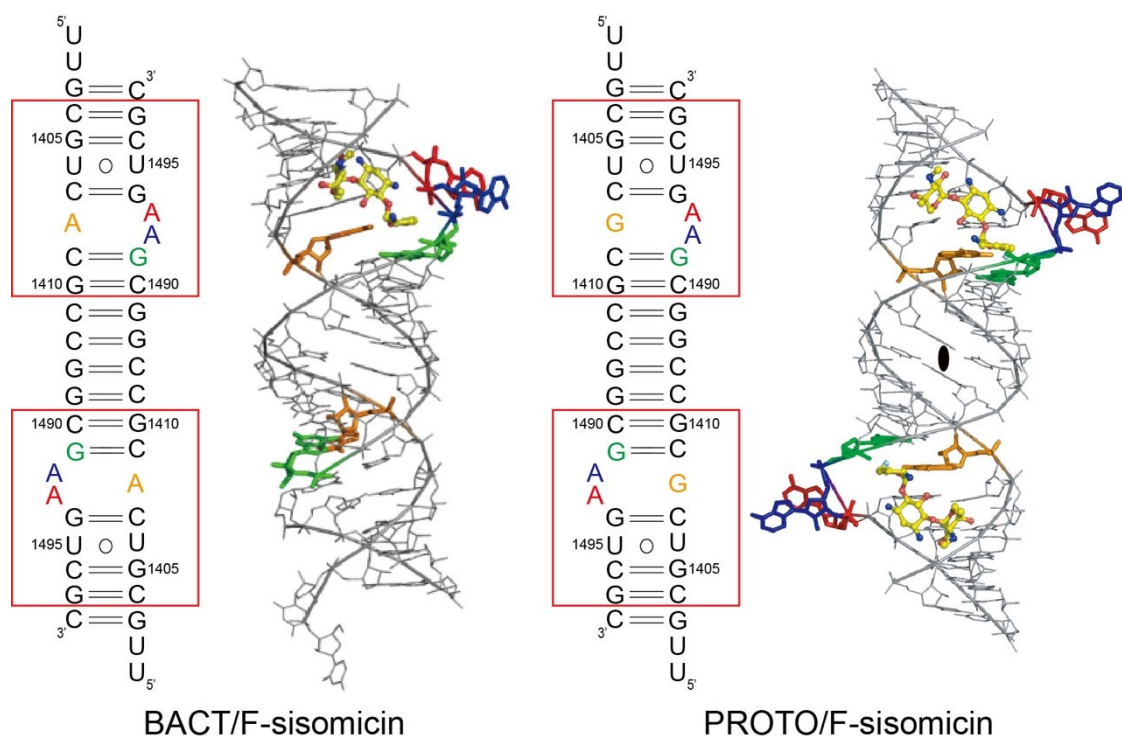 5'
U
U
3'
G C
C G
1405 G C
U U 1495
C G
A A
A
C G
1410 G C 1490
C G
C G
G C
G C
1490 C G 1410
G C
A A
A
G C
1495 U U
C G 1405
G C
3' C G
U
U
5'
BACT/F-sisomicin
5'
U
U
3'
G C
C G
1405 G C
U U 1495
C G
G A
A
C G
1410 G C 1490
C G
C G
G C
G C
1490 C G 1410
G C
A G
A
G C
1495 U U
C G 1405
G C
3' C G
U
U
5'
PROTO/F-sisomicin